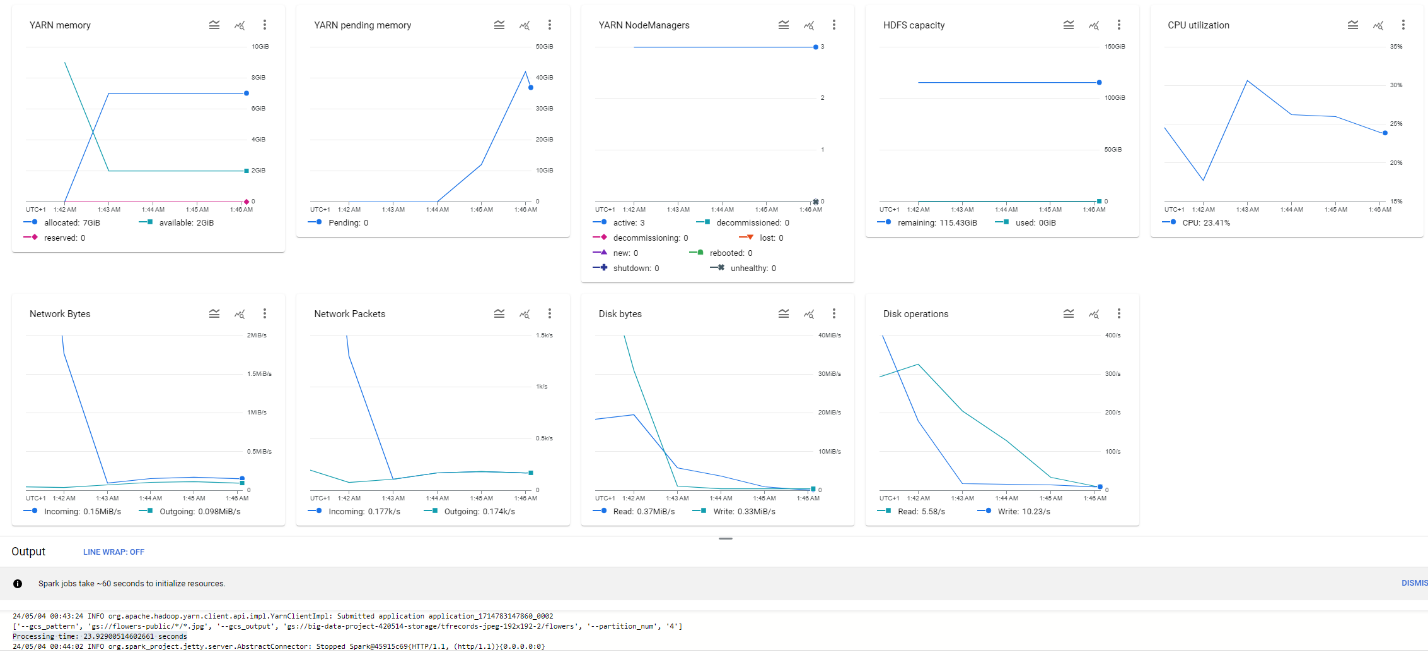 YARN memory
10GiB
8GiB
6GiB
4GiB
2GiB
0
UTC+1 1:42 AM 1:43 AM 1:44 AM 1:45 AM 1:46 AM
allocated: 7GiB available: 2GiB
reserved: 0
YARN pending memory
50GiB
40GiB
30GiB
20GiB
10GiB
0
UTC+1 1:42 AM 1:43 AM 1:44 AM 1:45 AM 1:46 AM
Pending: 0
YARN NodeManagers
3
2
1
0
UTC+1 1:42 AM 1:43 AM 1:44 AM 1:45 AM 1:46 AM
active: 3 decommissioned: 0
decommissioning: 0 lost: 0
new: 0 rebooted: 0
shutdown: 0 unhealthy: 0
HDFS capacity
150GiB
100GiB
50GiB
0
UTC+1 1:42 AM 1:43 AM 1:44 AM 1:45 AM 1:46 AM
remaining: 115.43GiB used: 0GiB
CPU utilization
35%
30%
25%
20%
15%
UTC+1 1:42 AM 1:43 AM 1:44 AM 1:45 AM 1:46 AM
CPU: 23.41%
Network Bytes
2MiB/s
1.5MiB/s
1MiB/s
0.5MiB/s
0
UTC+1 1:42 AM 1:43 AM 1:44 AM 1:45 AM 1:46 AM
Incoming: 0.15MiB/s Outgoing: 0.098MiB/s
Network Packets
1.5k/s
1k/s
0.5k/s
0
UTC+1 1:42 AM 1:43 AM 1:44 AM 1:45 AM 1:46 AM
Incoming: 0.177k/s Outgoing: 0.174k/s
Disk bytes
40MiB/s
30MiB/s
20MiB/s
10MiB/s
0
UTC+1 1:42 AM 1:43 AM 1:44 AM 1:45 AM 1:46 AM
Read: 0.37MiB/s Write: 0.33MiB/s
Disk operations
400/s
300/s
200/s
100/s
0
UTC+1 1:42 AM 1:43 AM 1:44 AM 1:45 AM 1:46 AM
Read: 5.58/s Write: 10.23/s
Output LINE WRAP: OFF
Spark jobs take ~60 seconds to initialize resources. DISMIS
24/05/04 00:43:24 INFO org.apache.hadoop.yarn.client.api.impl.YarnClientImpl: Submitted application application_1714783147860_0002
['--gcs_pattern', 'gs://flowers-public/*/*.jpg', '--gcs_output', 'gs://big-data-project-420514-storage/tfrecords-jpeg-192x192-2/flowers', '--partition_num', '4']
Processing time: 23.92900514602661 seconds
24/05/04 00:44:02 INFO org.spark_project.jetty.server.AbstractConnector: Stopped Spark@45915c69{HTTP/1.1, (http/1.1)}{0.0.0.0:0}